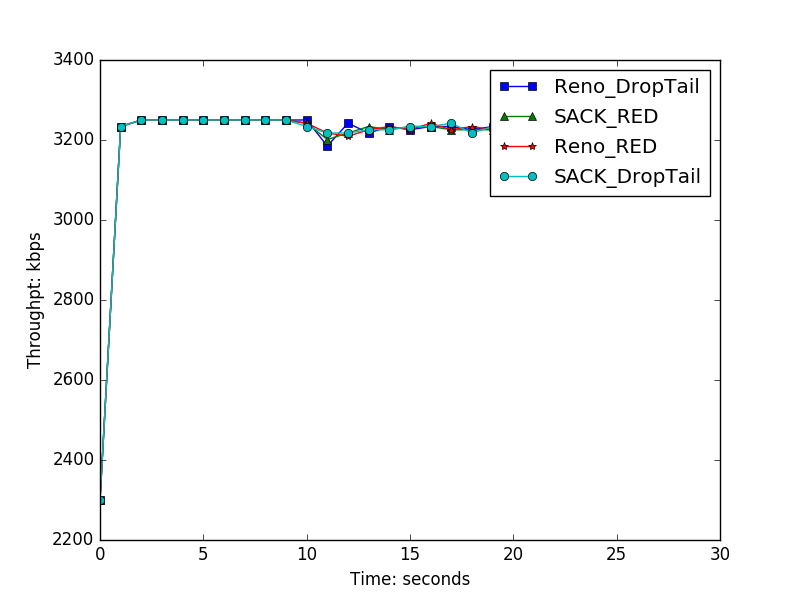 3400
3200
3000
2800
2600
2400
2200
0
5
10
15
20
25
30
Throughpt: kbps
Time: seconds
Reno_DropTail
SACK_RED
Reno_RED
SACK_DropTail